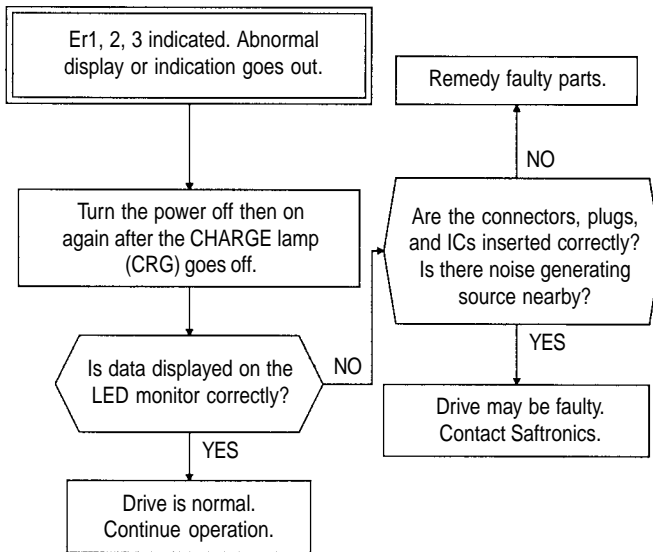 Er1, 2, 3 indicated. Abnormal
display or indication goes out.
Turn the power off then on
again after the CHARGE lamp
(CRG) goes off.
Is data displayed on the
LED monitor correctly?
NO
YES
Drive is normal.
Continue operation.
Remedy faulty parts.
NO
Are the connectors, plugs,
and ICs inserted correctly?
Is there noise generating
source nearby?
YES
Drive may be faulty.
Contact Saftronics.